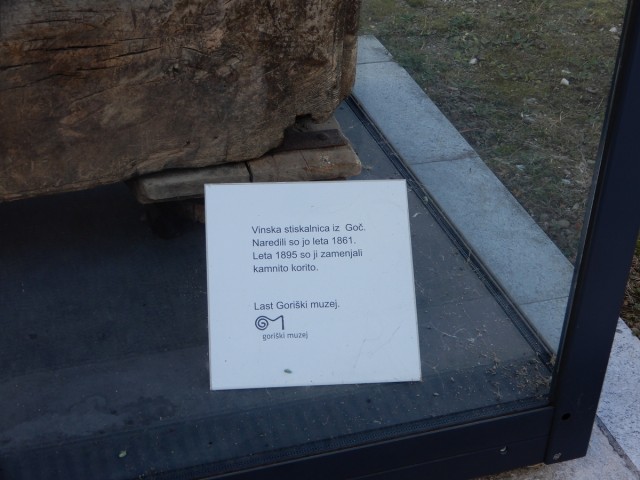 Vinska stiskalnica iz Goč.
Naredili so jo leta 1861.
Leta 1895 so ji zamenjali
kamnito korito.
Last Goriški muzej.
goriški muzej